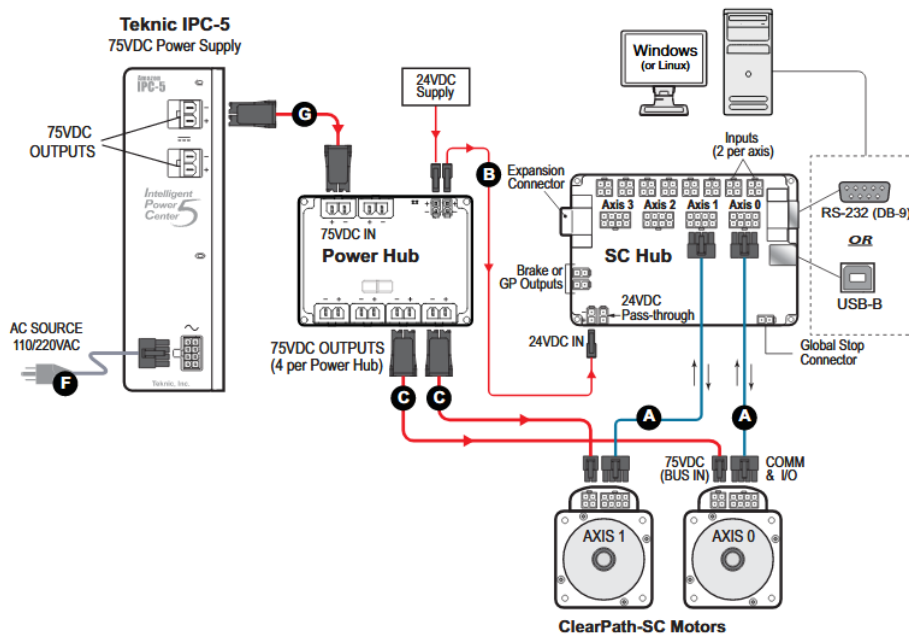 Teknic IPC-5
75VDC Power Supply
Amazon
IPC-5
75VDC
OUTPUTS
- 
+
-
+
Intelligent
Power
Center 5
AC SOURCE
110/220VAC
F
Teknic, Inc.
G
24VDC
Supply
B
- +
- +
- +
75VDC IN
Power Hub
- +
- +
- +
- +
75VDC OUTPUTS
(4 per Power Hub)
C
C
Windows
(or Linux)
Inputs
(2 per axis)
Expansion
Connector
Axis 3
Axis 2
Axis 1
Axis 0
SC Hub
Brake or
GP Outputs
24VDC
Pass-through
- +
24VDC IN
RS-232 (DB-9)
OR
USB-B
Global Stop
Connector
A
A
75VDC
(BUS IN)
COMM
& I/O
AXIS 1
AXIS 0
ClearPath-SC Motors